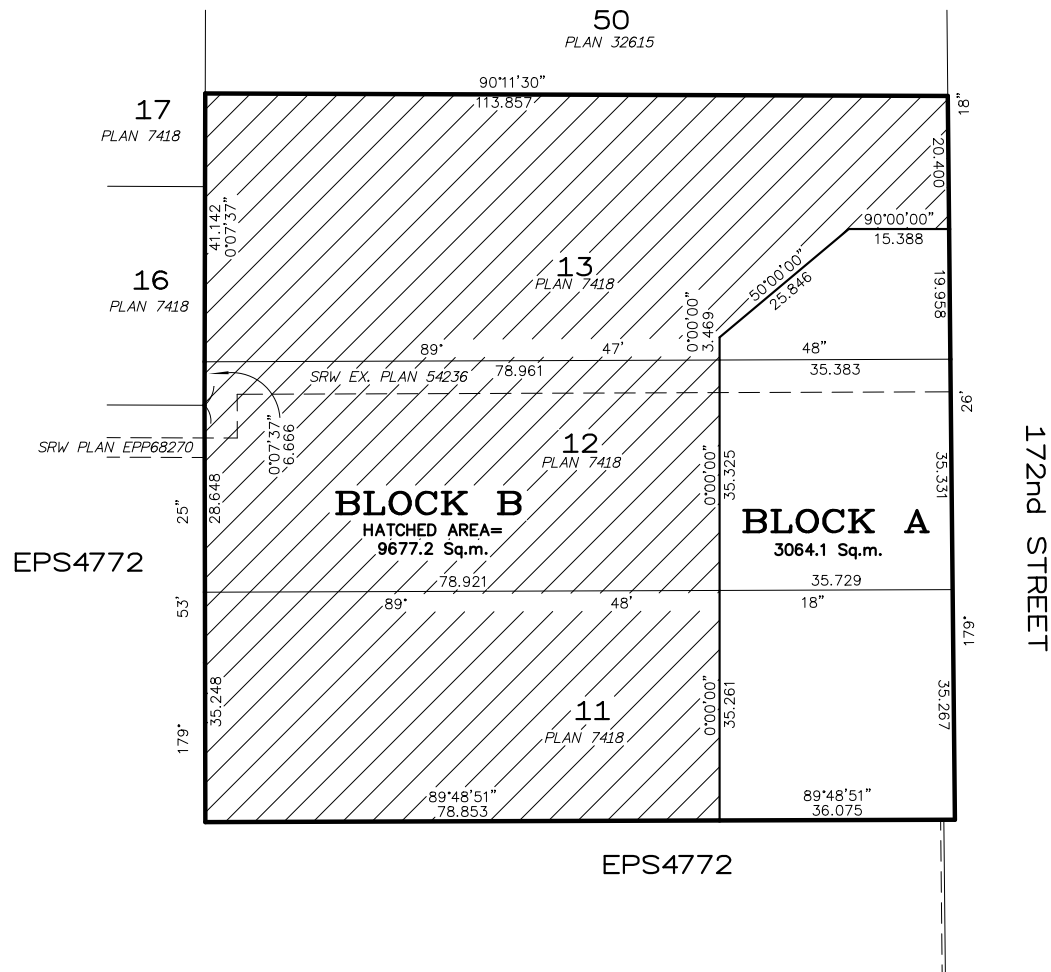 50
PLAN 32615
90°11'30"
113.857
17
PLAN 7418
18"
20.400
41.142
0°07'37"
90°00'00"
15.388
16
PLAN 7418
13
PLAN 7418
50°00'00"
25.846
19.958
0°00'00"
3.469
89° 47' 48"
SRW EX. PLAN 54236
78.961
35.383
26'
SRW PLAN EPP68270
0°07'37"
6.666
12
PLAN 7418
0°00'00"
35.325
35.331
172nd STREET
25"
28.648
BLOCK B
HATCHED AREA=
9677.2 Sq.m.
BLOCK A
3064.1 Sq.m.
EPS4772
78.921
35.729
53'
89° 48' 18"
179°
35.248
11
PLAN 7418
0°00'00"
35.261
35.267
179°
89°48'51"
78.853
89°48'51"
36.075
EPS4772